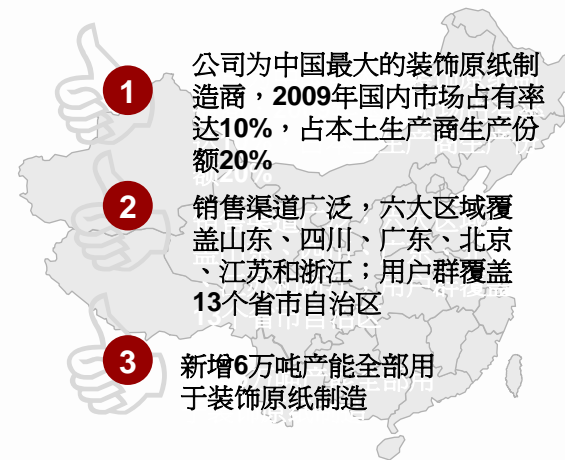 1
公司为中国最大的装饰原纸制
造商，2009年国内市场占有率
达10%，占本土生产商生产份
额20%
2
销售渠道广泛，六大区域覆
盖山东、四川、广东、北京
、江苏和浙江；用户群覆盖
13个省市自治区
3
新增6万吨产能全部用
于装饰原纸制造